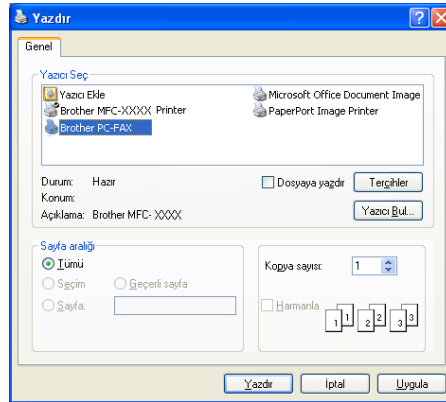 Yazdır
Genel
Yazıcı Seç
Yazıcı Ekle
Microsoft Office Document Image
Brother MFC-XXXX Printer
PaperPort Image Printer
Brother PC-FAX
Durum: Hazır
Dosyaya yazdır
Tercihler
Konum:
Açıklama: Brother MFC- XXXX
Yazıcı Bul...
Sayfa aralığı
Tümü
Seçim
Geçerli sayfa
Sayfa:
Kopya sayısı: 1
Harmanla
1 1 2 2 3 3
Yazdır
İptal
Uygula